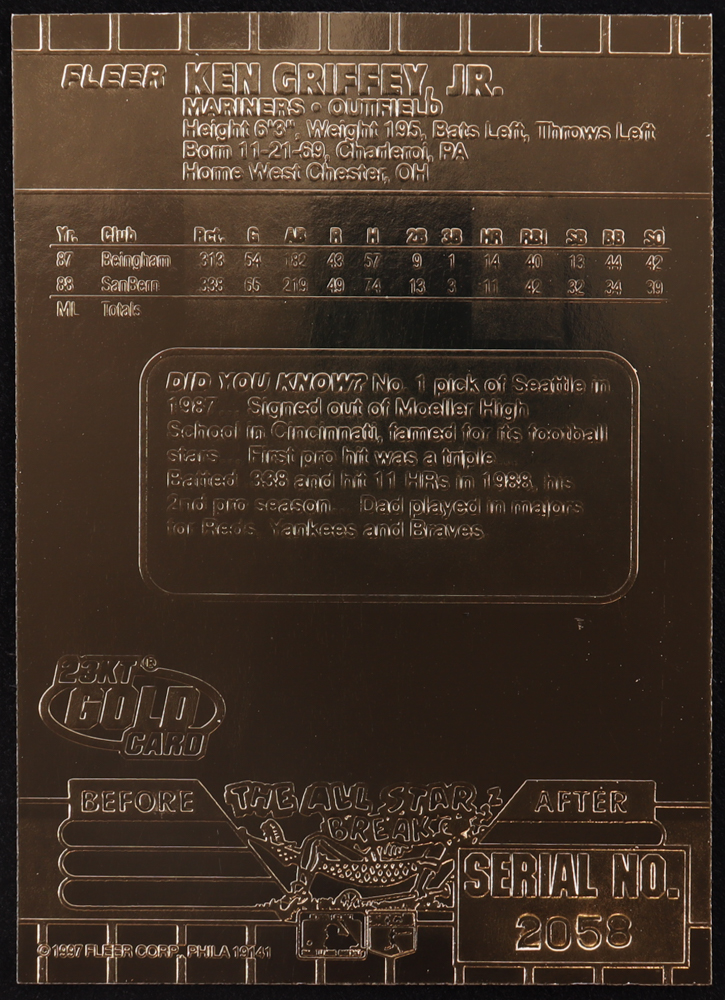 FLEER KEN GRIFFEY, JR.
MARINERS • OUTFIELD
Height 6'3", Weight 195, Bats Left, Throws Left
Born 11-21-69, Charleroi, PA
Home West Chester, OH
Yr. Club Pct. G AB R H 2B 3B HR RBI SB BB SO
87 Belngham 313 54 182 43 57 9 1 14 40 13 44 42
88 SanBern .338 65 219 49 74 13 3 11 42 32 34 39
ML Totals
DID YOU KNOW? No. 1 pick of Seattle in
1987... Signed out of Moeller High
School in Cincinnati, famed for its football
stars... First pro hit was a triple...
Batted .338 and hit 11 HRs in 1988, his
2nd pro season... Dad played in majors
for Reds, Yankees and Braves
23KT®
GOLD
CARD
BEFORE THE ALL STAR AFTER
BREAK
SERIAL NO.
2058
©1997 FLEER CORP., PHILA 19141